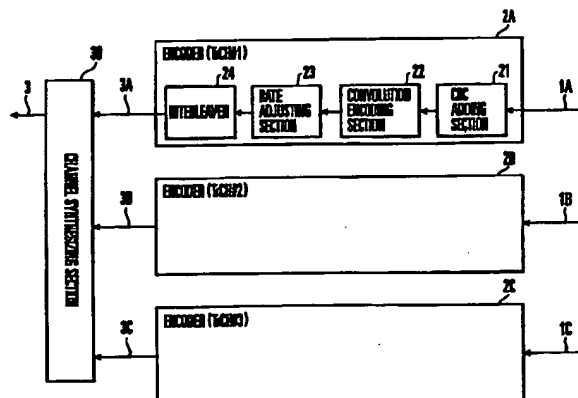 2A
ENCODER (TrCH#1)
24
23
22
21
INTERLEAVER
RATE
ADJUSTING
SECTION
CONVOLUTION
ENCODING
SECTION
CRC
ADDING
SECTION
30
3
3A
1A
CHANNEL SYNTHESIZING SECTION
2B
ENCODER (TrCH#2)
3B
1B
2C
ENCODER (TrCH#3)
3C
1C